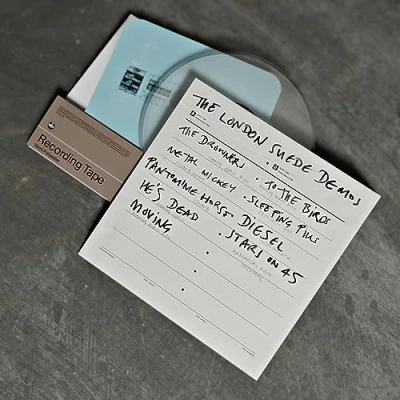 THE LONDON SUEDE DEMOS
THE DROWNERS • TO THE BIRDS
METAL MICKEY • SLEEPING PILLS
PANTOMIME HORSE DIESEL
HE'S DEAD • STARS ON 45
MOVING
Recording Tape